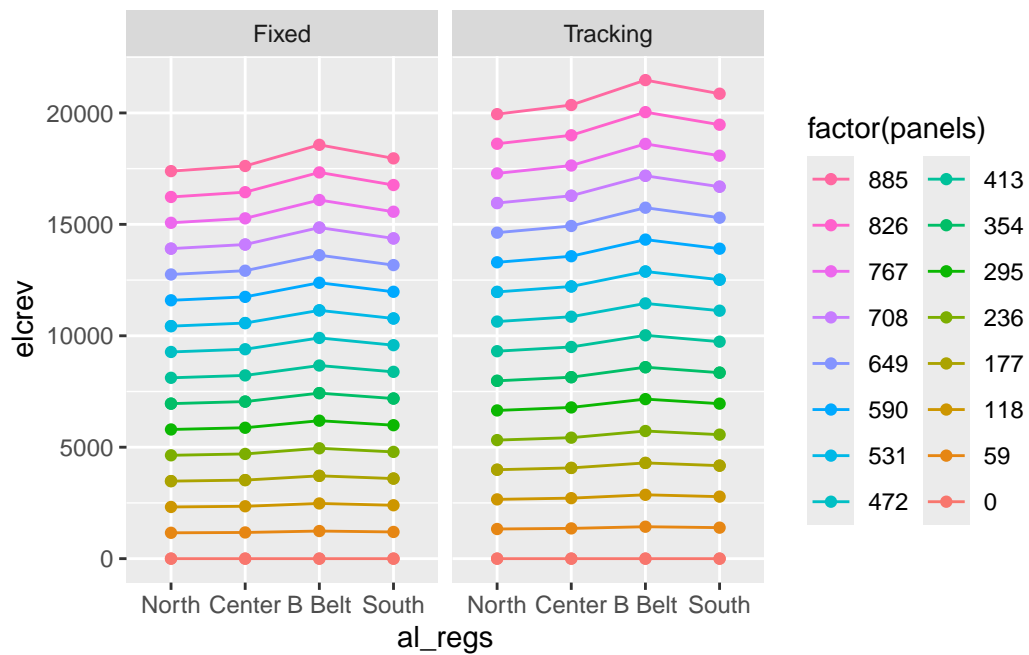 Fixed Tracking
elcrev
20000
15000
10000
5000
0
North Center B Belt South North Center B Belt South
al_regs
factor(panels)
885 413
826 354
767 295
708 236
649 177
590 118
531 59
472 0